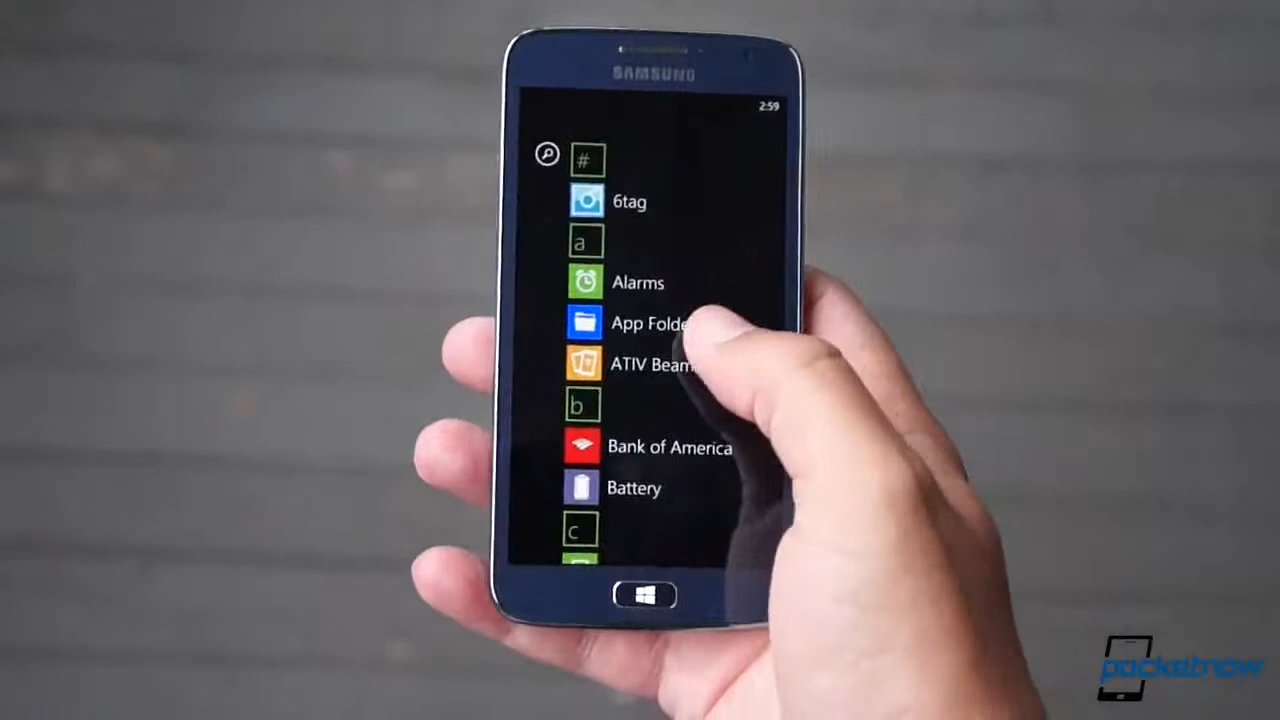 SAMSUNG
2:59
#
6tag
a
Alarms
App Folde
ATIV Beam
b
Bank of America
Battery
c
pocketnow